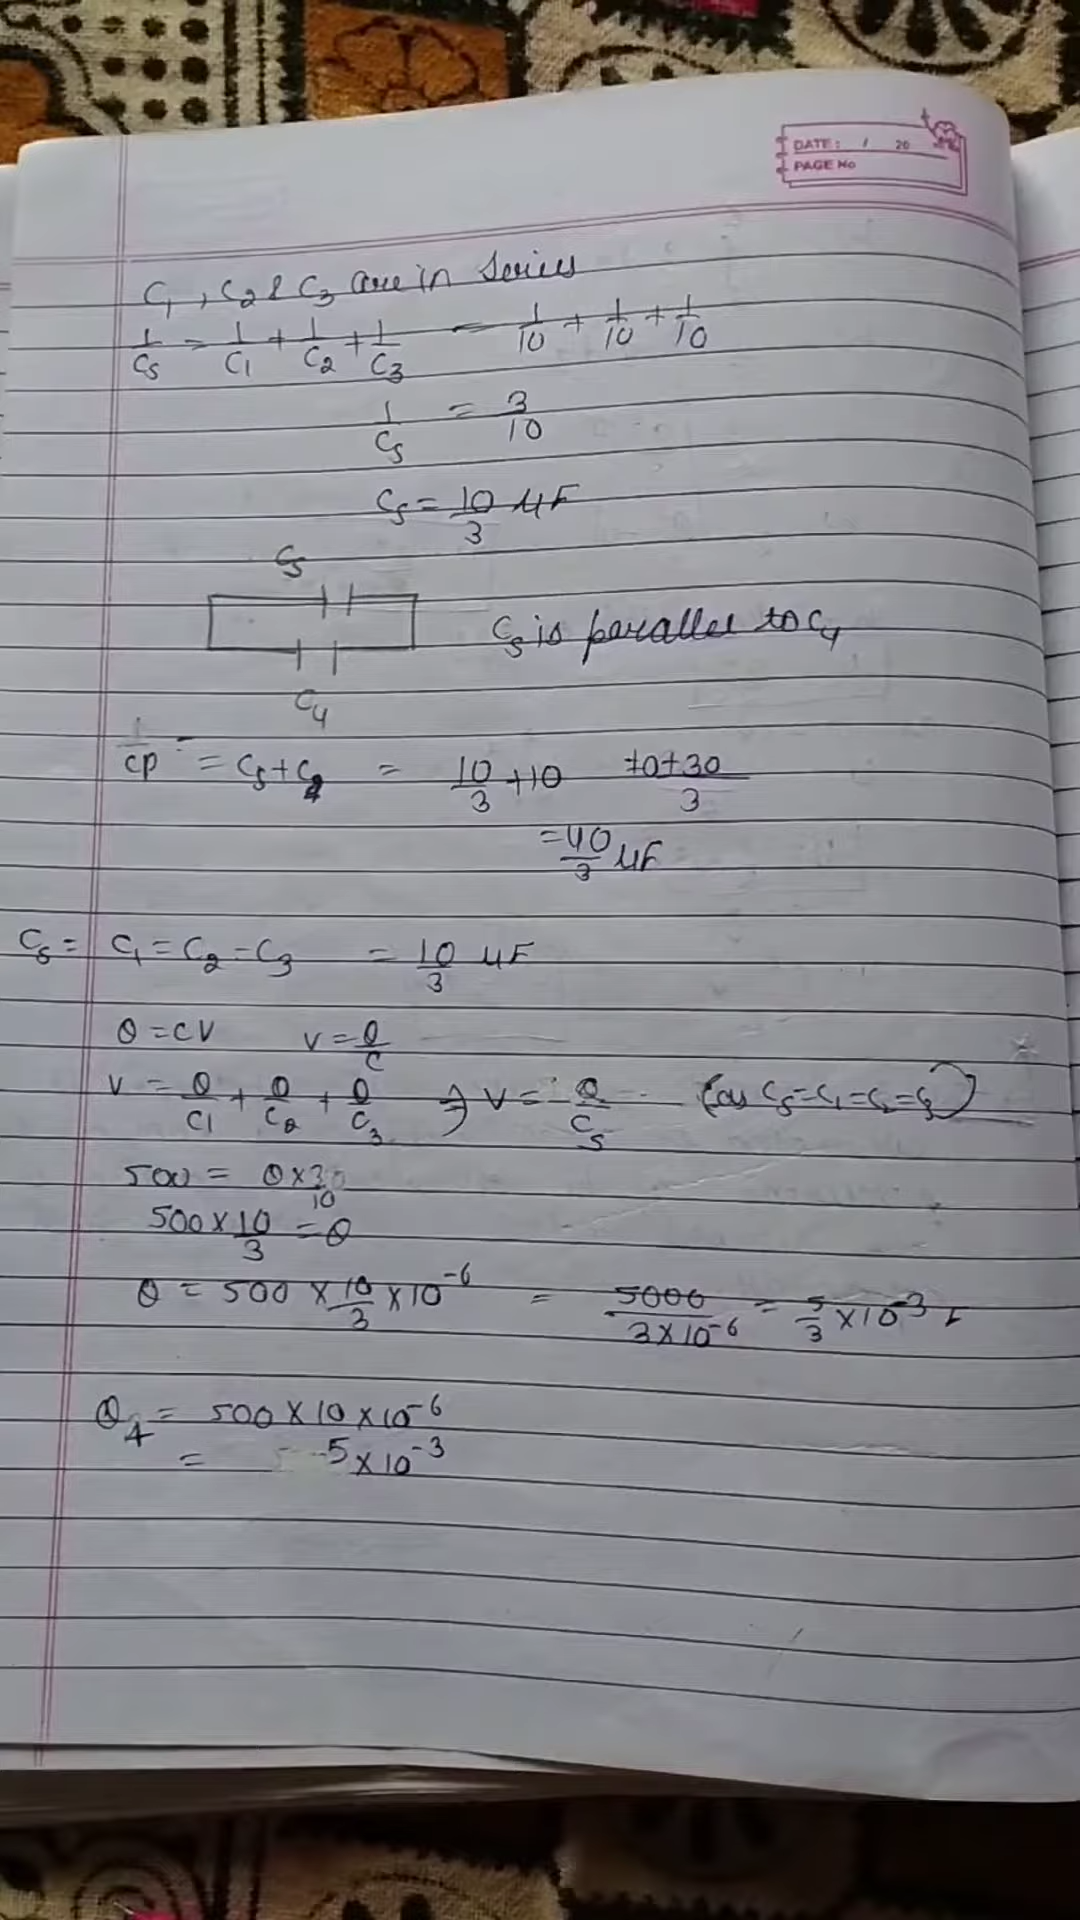 DATE: / 20
PAGE No
C₁, C₂ & C₃ are in series
1/Cs = 1/C₁ + 1/C₂ + 1/C₃ = 1/10 + 1/10 + 1/10
1/Cs = 3/10
Cs = 10/3 μF
Cs
Cs is parallel to C₄
C₄
1/CP = Cs + C₄ = 10/3 + 10 10+30/3
= 40/3 μF
Cs = C₁ = C₂ = C₃ = 10/3 μF
Q = CV V = Q/C
V = Q/C₁ + Q/C₂ + Q/C₃ ⇒ V = Q/Cs (as Cs = C₁ = C₂ = C₃)
500 = Q × 3/10
500 × 10/3 = Q
Q = 500 × 10/3 × 10⁻⁶ = 5000/3×10⁻⁶ = 5/3 × 10⁻³
Q₄ = 500 × 10 × 10⁻⁶
= 5 × 10⁻³